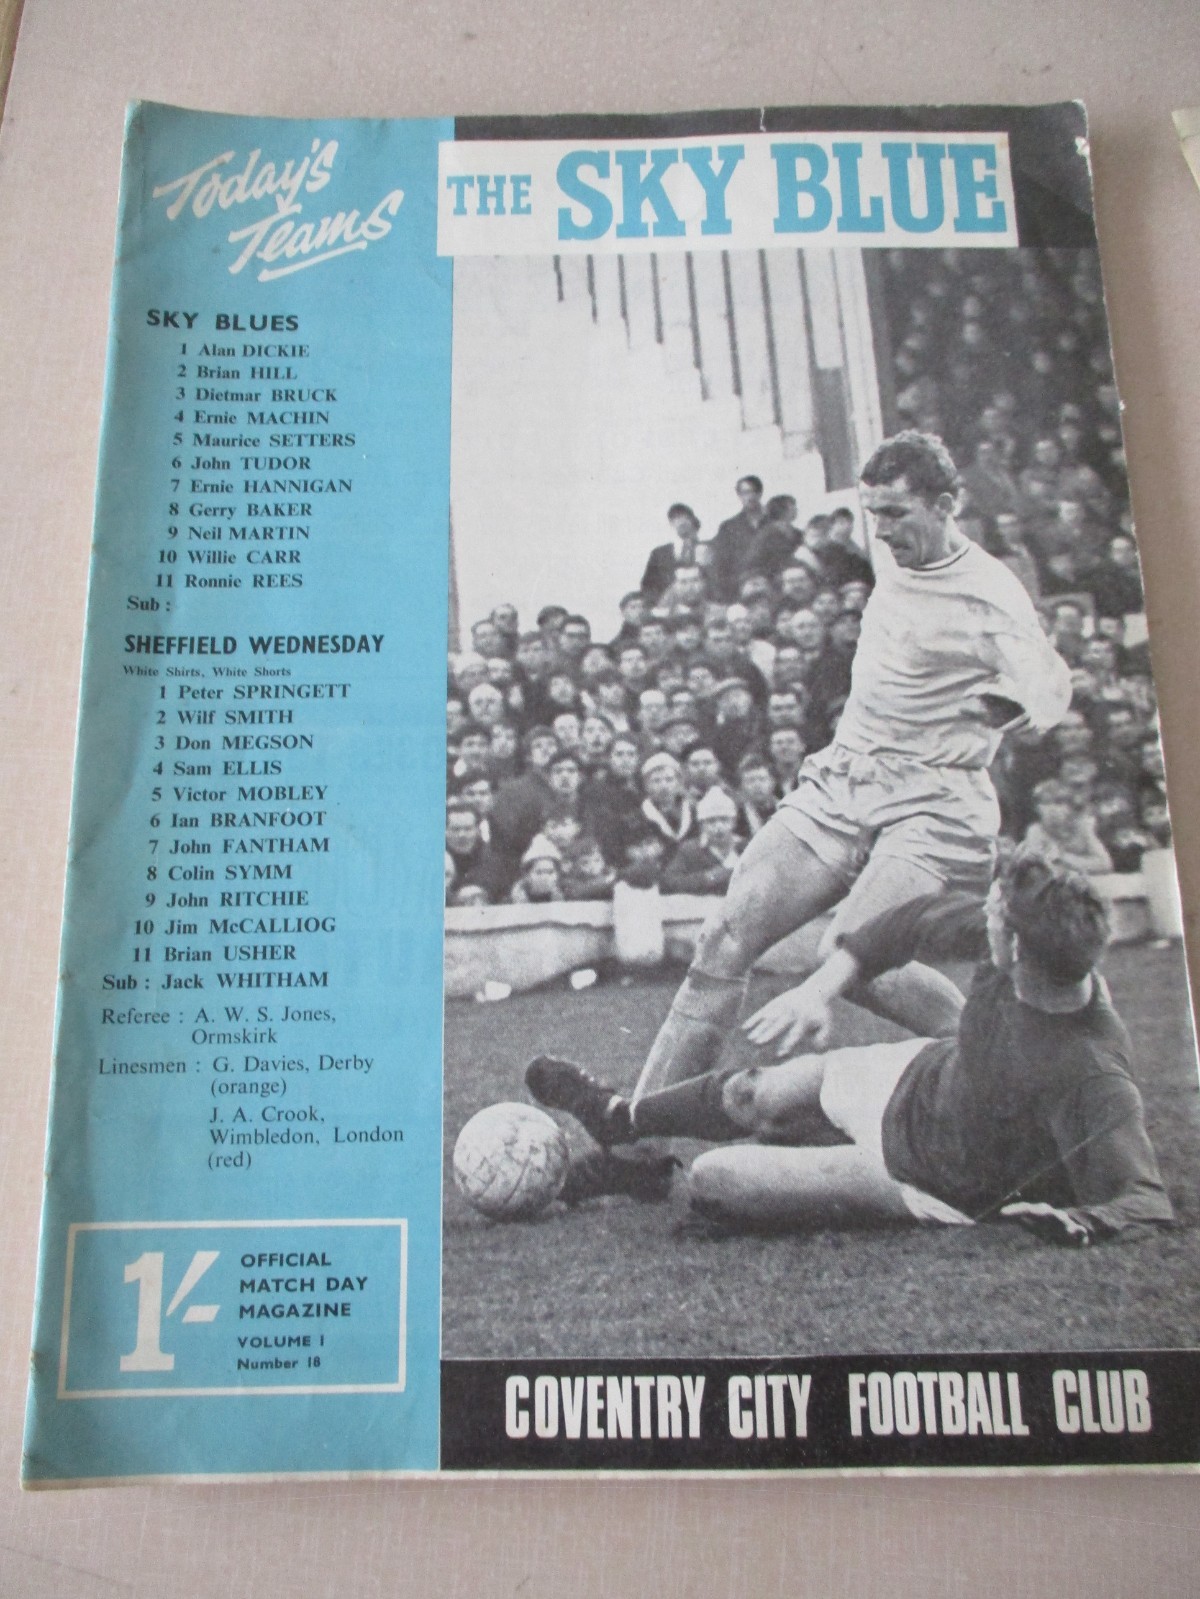 Today's
Teams
THE SKY BLUE
SKY BLUES
1 Alan DICKIE
2 Brian HILL
3 Dietmar BRUCK
4 Ernie MACHIN
5 Maurice SETTERS
6 John TUDOR
7 Ernie HANNIGAN
8 Gerry BAKER
9 Neil MARTIN
10 Willie CARR
11 Ronnie REES
Sub :
SHEFFIELD WEDNESDAY
White Shirts, White Shorts
1 Peter SPRINGETT
2 Wilf SMITH
3 Don MEGSON
4 Sam ELLIS
5 Victor MOBLEY
6 Ian BRANFOOT
7 John FANTHAM
8 Colin SYMM
9 John RITCHIE
10 Jim McCALLIOG
11 Brian USHER
Sub : Jack WHITHAM
Referee : A. W. S. Jones,
Ormskirk
Linesmen : G. Davies, Derby
(orange)
J. A. Crook,
Wimbledon, London
(red)
1/-
OFFICIAL
MATCH DAY
MAGAZINE
VOLUME 1
Number 18
COVENTRY CITY FOOTBALL CLUB